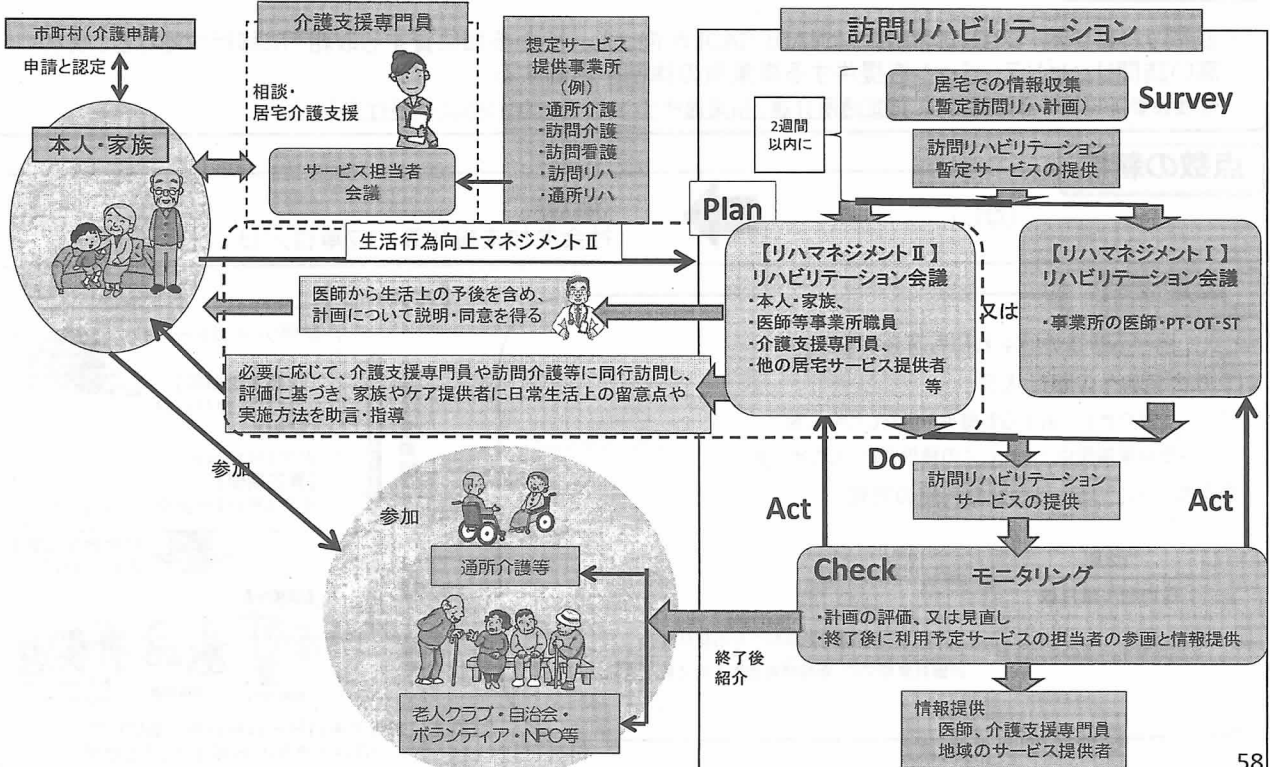 市町村(介護申請)
申請と認定
本人・家族
介護支援専門員
相談・
居宅介護支援
サービス担当者
会議
想定サービス
提供事業所
(例)
・通所介護
・訪問介護
・訪問看護
・訪問リハ
・通所リハ
訪問リハビリテーション
居宅での情報収集
(暫定訪問リハ計画)
Survey
2週間
以内に
訪問リハビリテーション
暫定サービスの提供
Plan
生活行為向上マネジメントⅡ
医師から生活上の予後を含め、
計画について説明・同意を得る
必要に応じて、介護支援専門員や訪問介護等に同行訪問し、
評価に基づき、家族やケア提供者に日常生活上の留意点や
実施方法を助言・指導
【リハマネジメントⅡ】
リハビリテーション会議
・本人・家族、
・医師等事業所職員
・介護支援専門員、
・他の居宅サービス提供者
等
又は
【リハマネジメントⅠ】
リハビリテーション会議
・事業所の医師・PT・OT・ST
Do
訪問リハビリテーション
サービスの提供
Act
Act
Check
モニタリング
・計画の評価、又は見直し
・終了後に利用予定サービスの担当者の参画と情報提供
参加
参加
通所介護等
老人クラブ・自治会・
ボランティア・NPO等
終了後
紹介
情報提供
医師、介護支援専門員
地域のサービス提供者
58